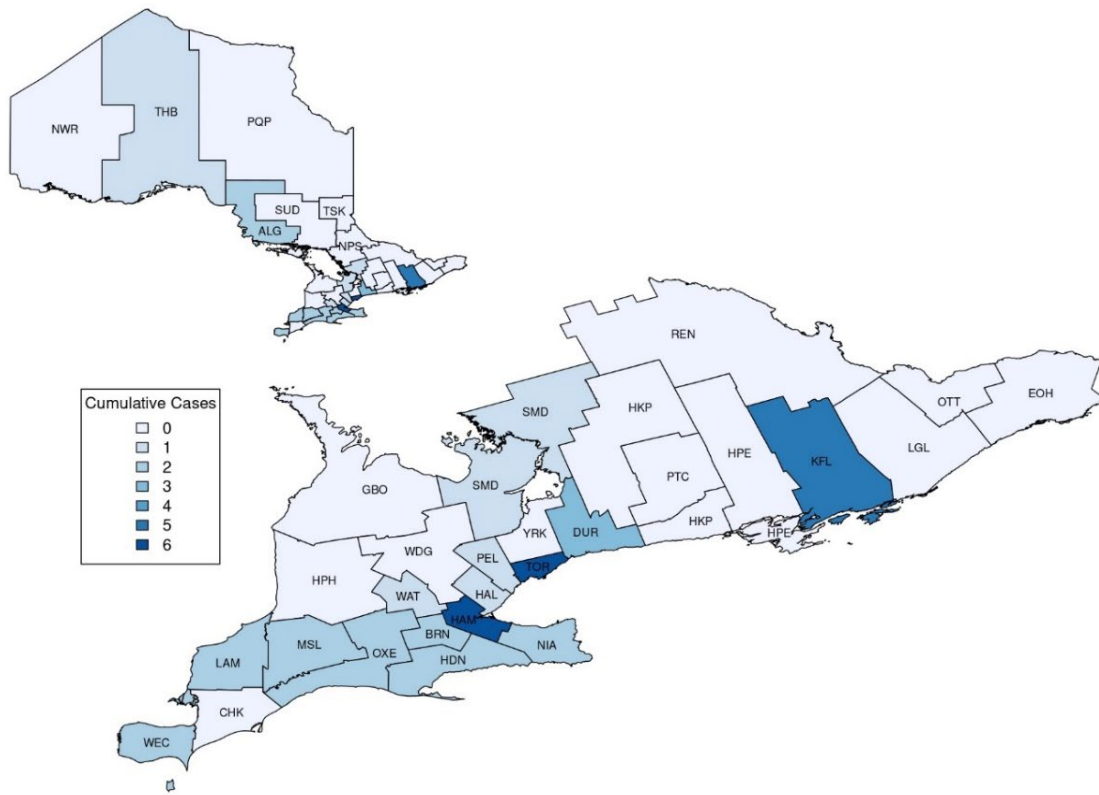 NWR
THB
PQP
SUD
TSK
ALG
NPS
Cumulative Cases
0
1
2
3
4
5
6
REN
SMD
HKP
OTT
EOH
HPE
KFL
LGL
GBO
SMD
PTC
YRK
DUR
HKP
HPE
WDG
PEL
TOR
HPH
WAT
HAL
HAM
BRN
NIA
LAM
MSL
OXE
HDN
CHK
WEC